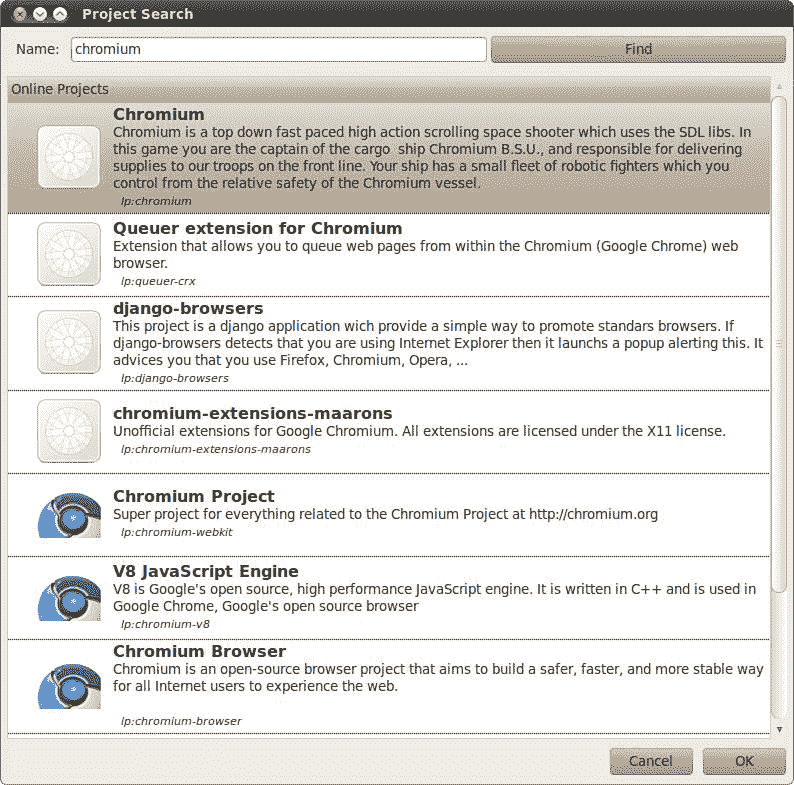 Project Search
Name: chromium Find
Online Projects
Chromium
Chromium is a top down fast paced high action scrolling space shooter which uses the SDL libs. In
this game you are the captain of the cargo ship Chromium B.S.U., and responsible for delivering
supplies to our troops on the front line. Your ship has a small fleet of robotic fighters which you
control from the relative safety of the Chromium vessel.
lp:chromium
Queuer extension for Chromium
Extension that allows you to queue web pages from within the Chromium (Google Chrome) web
browser.
lp:queuer-crx
django-browsers
This project is a django application wich provide a simple way to promote standars browsers. If
django-browsers detects that you are using Internet Explorer then it launchs a popup alerting this. It
advices you that you use Firefox, Chromium, Opera, ...
lp:django-browsers
chromium-extensions-maarons
Unofficial extensions for Google Chromium. All extensions are licensed under the X11 license.
lp:chromium-extensions-maarons
Chromium Project
Super project for everything related to the Chromium Project at http://chromium.org
lp:chromium-webkit
V8 JavaScript Engine
V8 is Google's open source, high performance JavaScript engine. It is written in C++ and is used in
Google Chrome, Google's open source browser
lp:chromium-v8
Chromium Browser
Chromium is an open-source browser project that aims to build a safer, faster, and more stable way
for all Internet users to experience the web.
lp:chromium-browser
Cancel OK